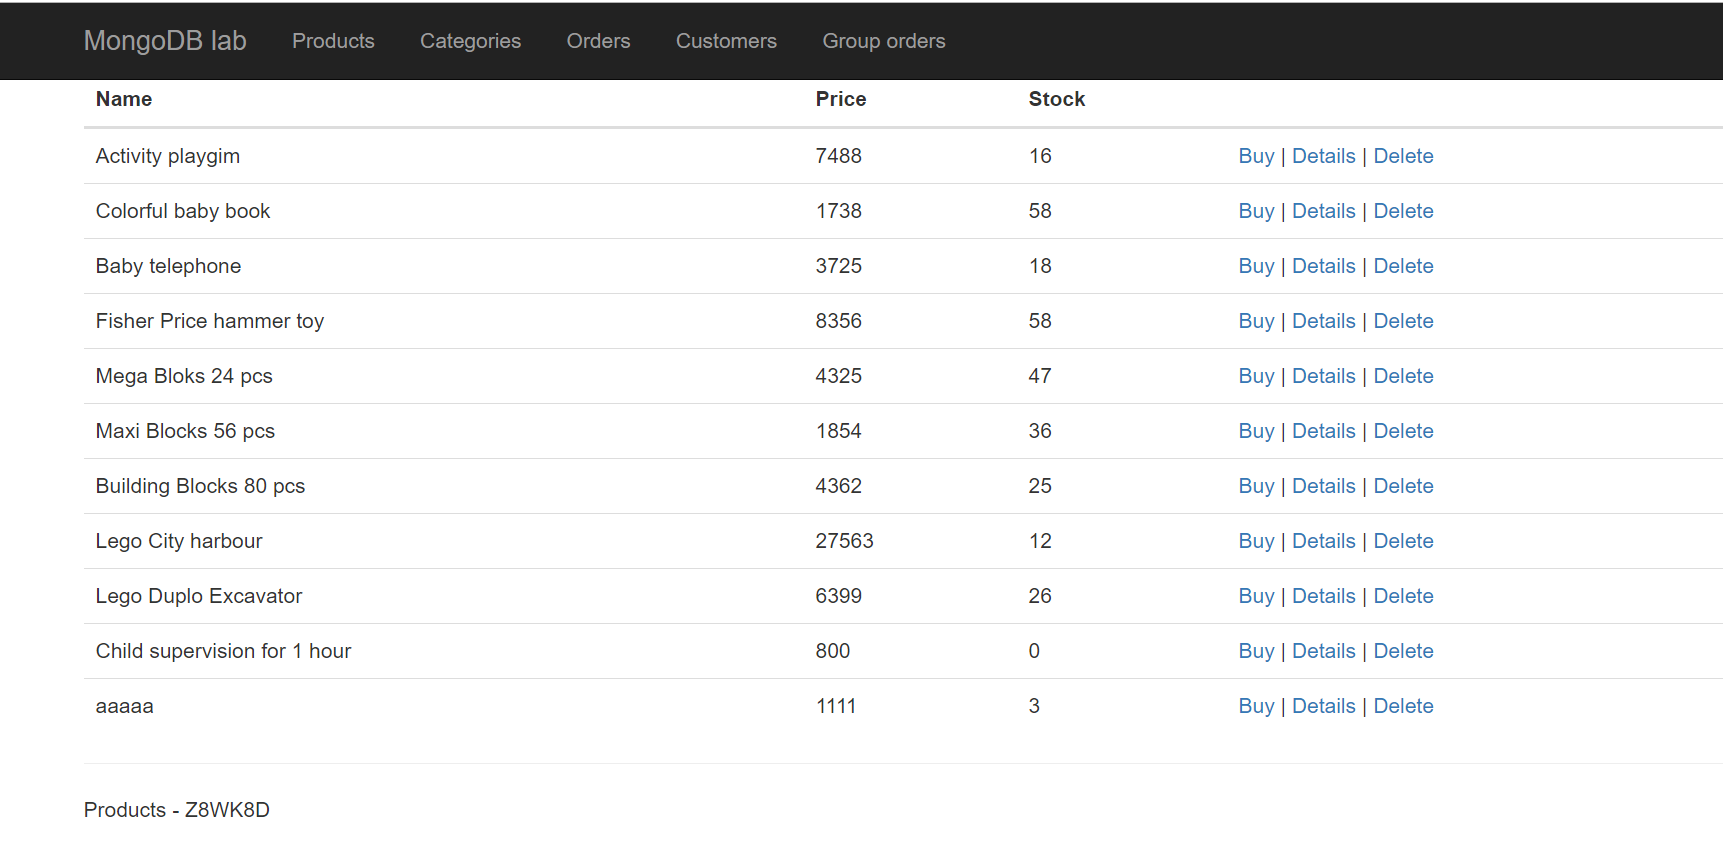 MongoDB lab Products Categories Orders Customers Group orders
Name Price Stock
Activity playgim 7488 16 Buy | Details | Delete
Colorful baby book 1738 58 Buy | Details | Delete
Baby telephone 3725 18 Buy | Details | Delete
Fisher Price hammer toy 8356 58 Buy | Details | Delete
Mega Bloks 24 pcs 4325 47 Buy | Details | Delete
Maxi Blocks 56 pcs 1854 36 Buy | Details | Delete
Building Blocks 80 pcs 4362 25 Buy | Details | Delete
Lego City harbour 27563 12 Buy | Details | Delete
Lego Duplo Excavator 6399 26 Buy | Details | Delete
Child supervision for 1 hour 800 0 Buy | Details | Delete
aaaaa 1111 3 Buy | Details | Delete
Products - Z8WK8D